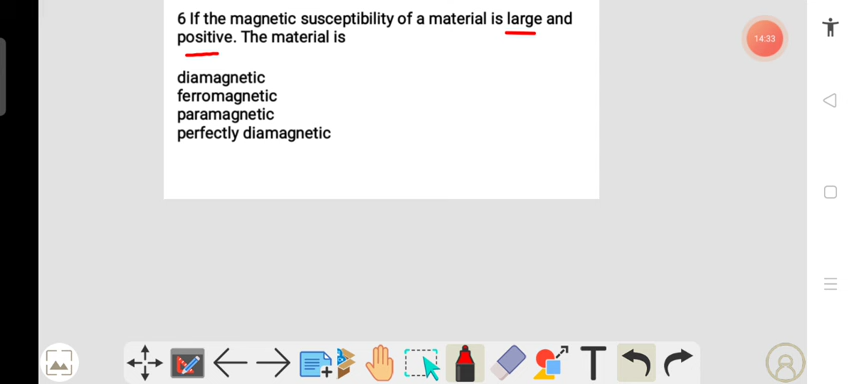 6 If the magnetic susceptibility of a material is large and
positive. The material is
diamagnetic
ferromagnetic
paramagnetic
perfectly diamagnetic
14:33
T